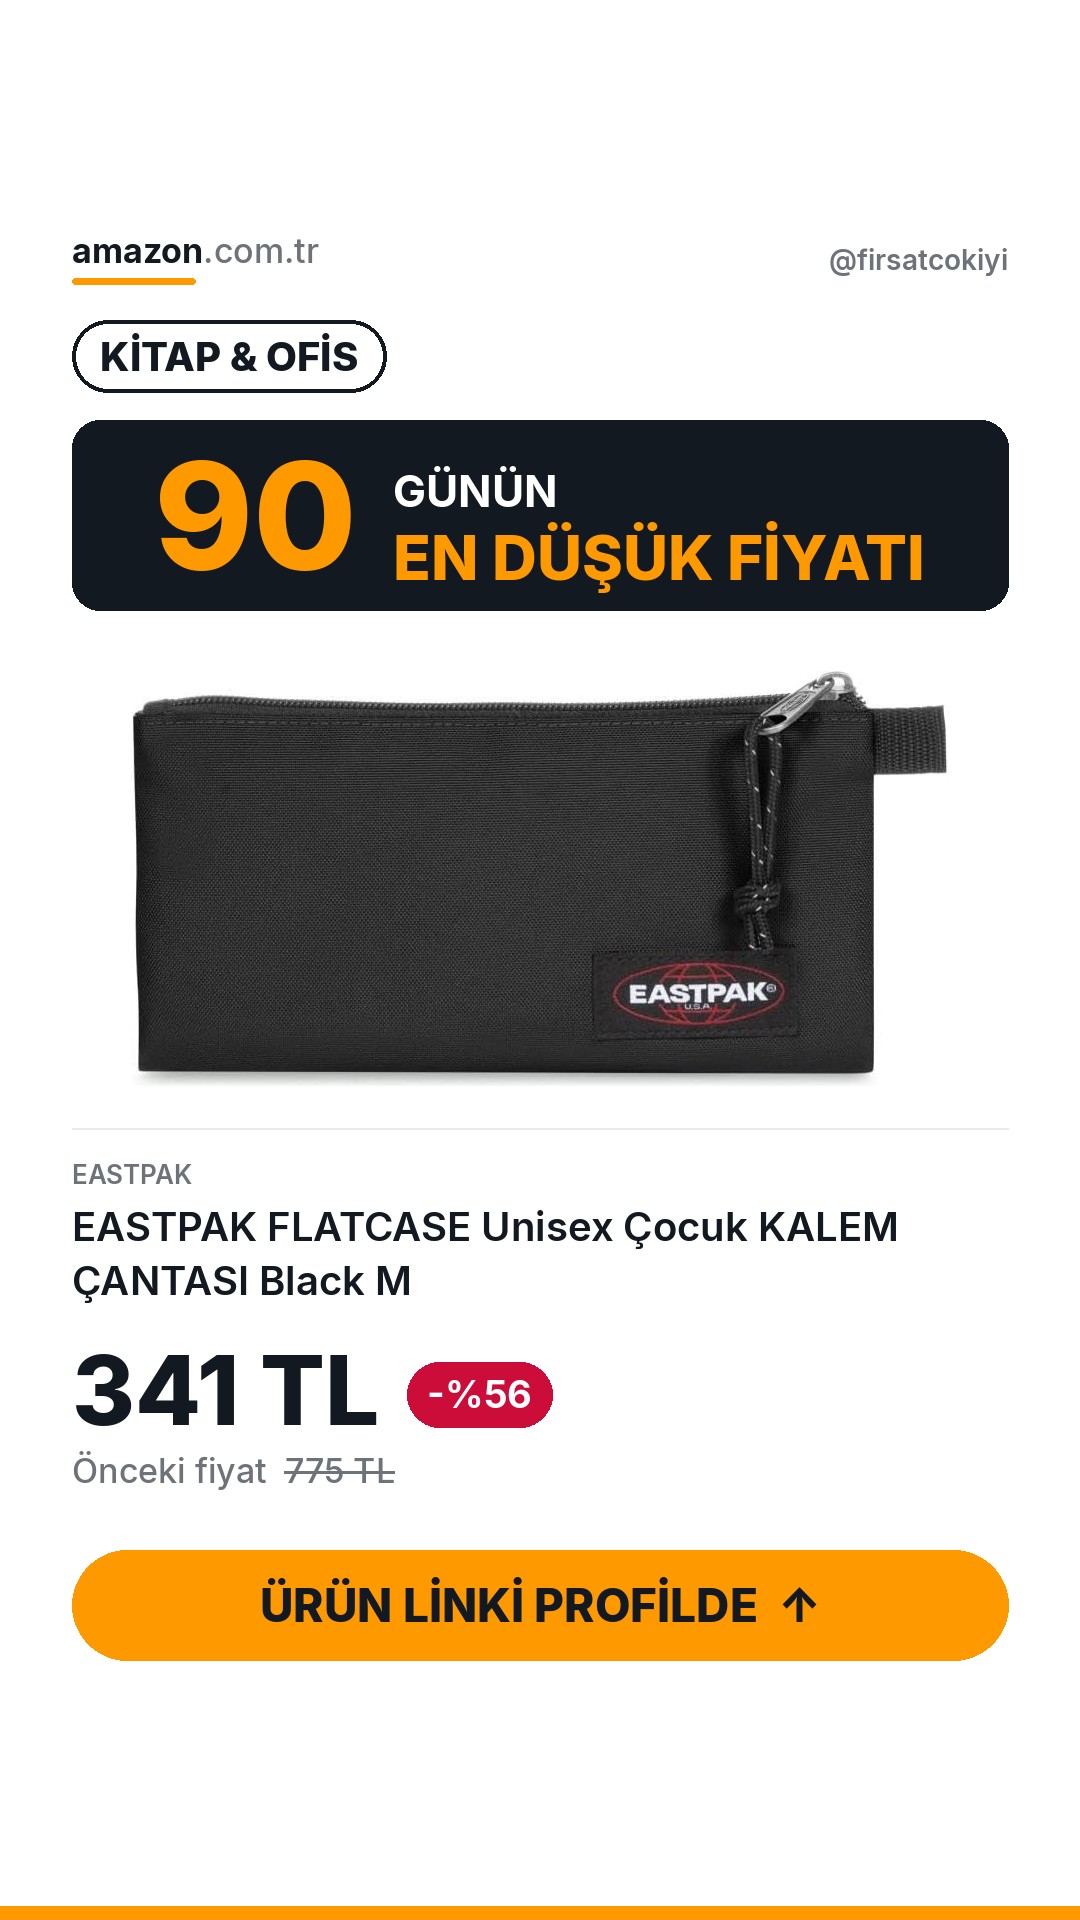 amazon.com.tr
@firsatcokiyi
KİTAP & OFİS
90 GÜNÜN
EN DÜŞÜK FİYATI
EASTPAK®
U.S.A.
EASTPAK
EASTPAK FLATCASE Unisex Çocuk KALEM
ÇANTASI Black M
341 TL -%56
Önceki fiyat 775 TL
ÜRÜN LİNKİ PROFİLDE ↑